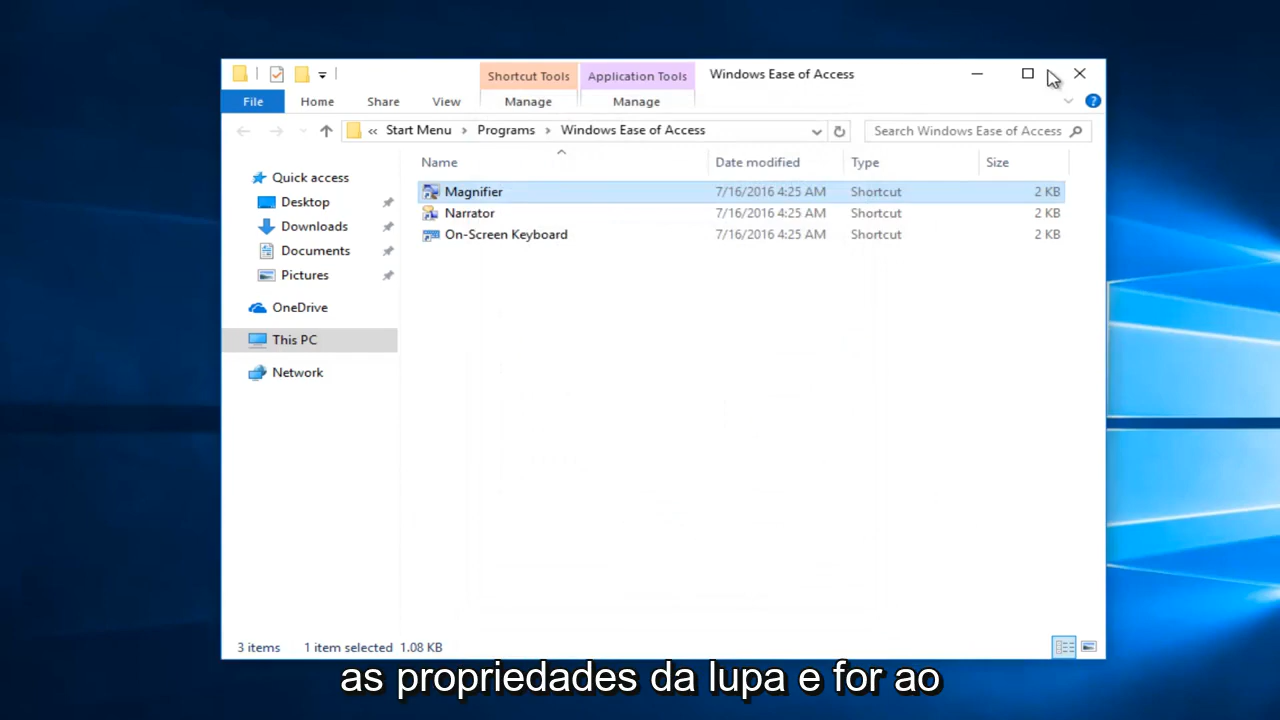 Shortcut Tools
Application Tools
Windows Ease of Access
File
Home
Share
View
Manage
Manage
?
« Start Menu > Programs > Windows Ease of Access
Search Windows Ease of Access
Name
Date modified
Type
Size
Quick access
Desktop
Downloads
Documents
Pictures
OneDrive
This PC
Network
Magnifier 7/16/2016 4:25 AM Shortcut 2 KB
Narrator 7/16/2016 4:25 AM Shortcut 2 KB
On-Screen Keyboard 7/16/2016 4:25 AM Shortcut 2 KB
3 items 1 item selected 1.08 KB
as propriedades da lupa e for ao